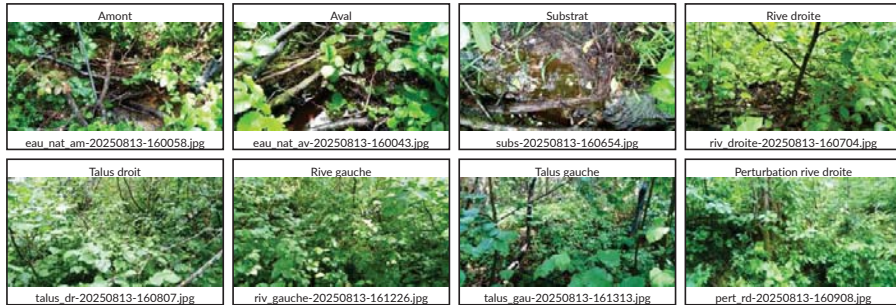 Amont
Aval
Substrat
Rive droite
eau_nat_am-20250813-160058.jpg
eau_nat_av-20250813-160043.jpg
subs-20250813-160654.jpg
riv_droite-20250813-160704.jpg
Talus droit
Rive gauche
Talus gauche
Perturbation rive droite
talus_dr-20250813-160807.jpg
riv_gauche-20250813-161226.jpg
talus_gau-20250813-161313.jpg
pert_rd-20250813-160908.jpg